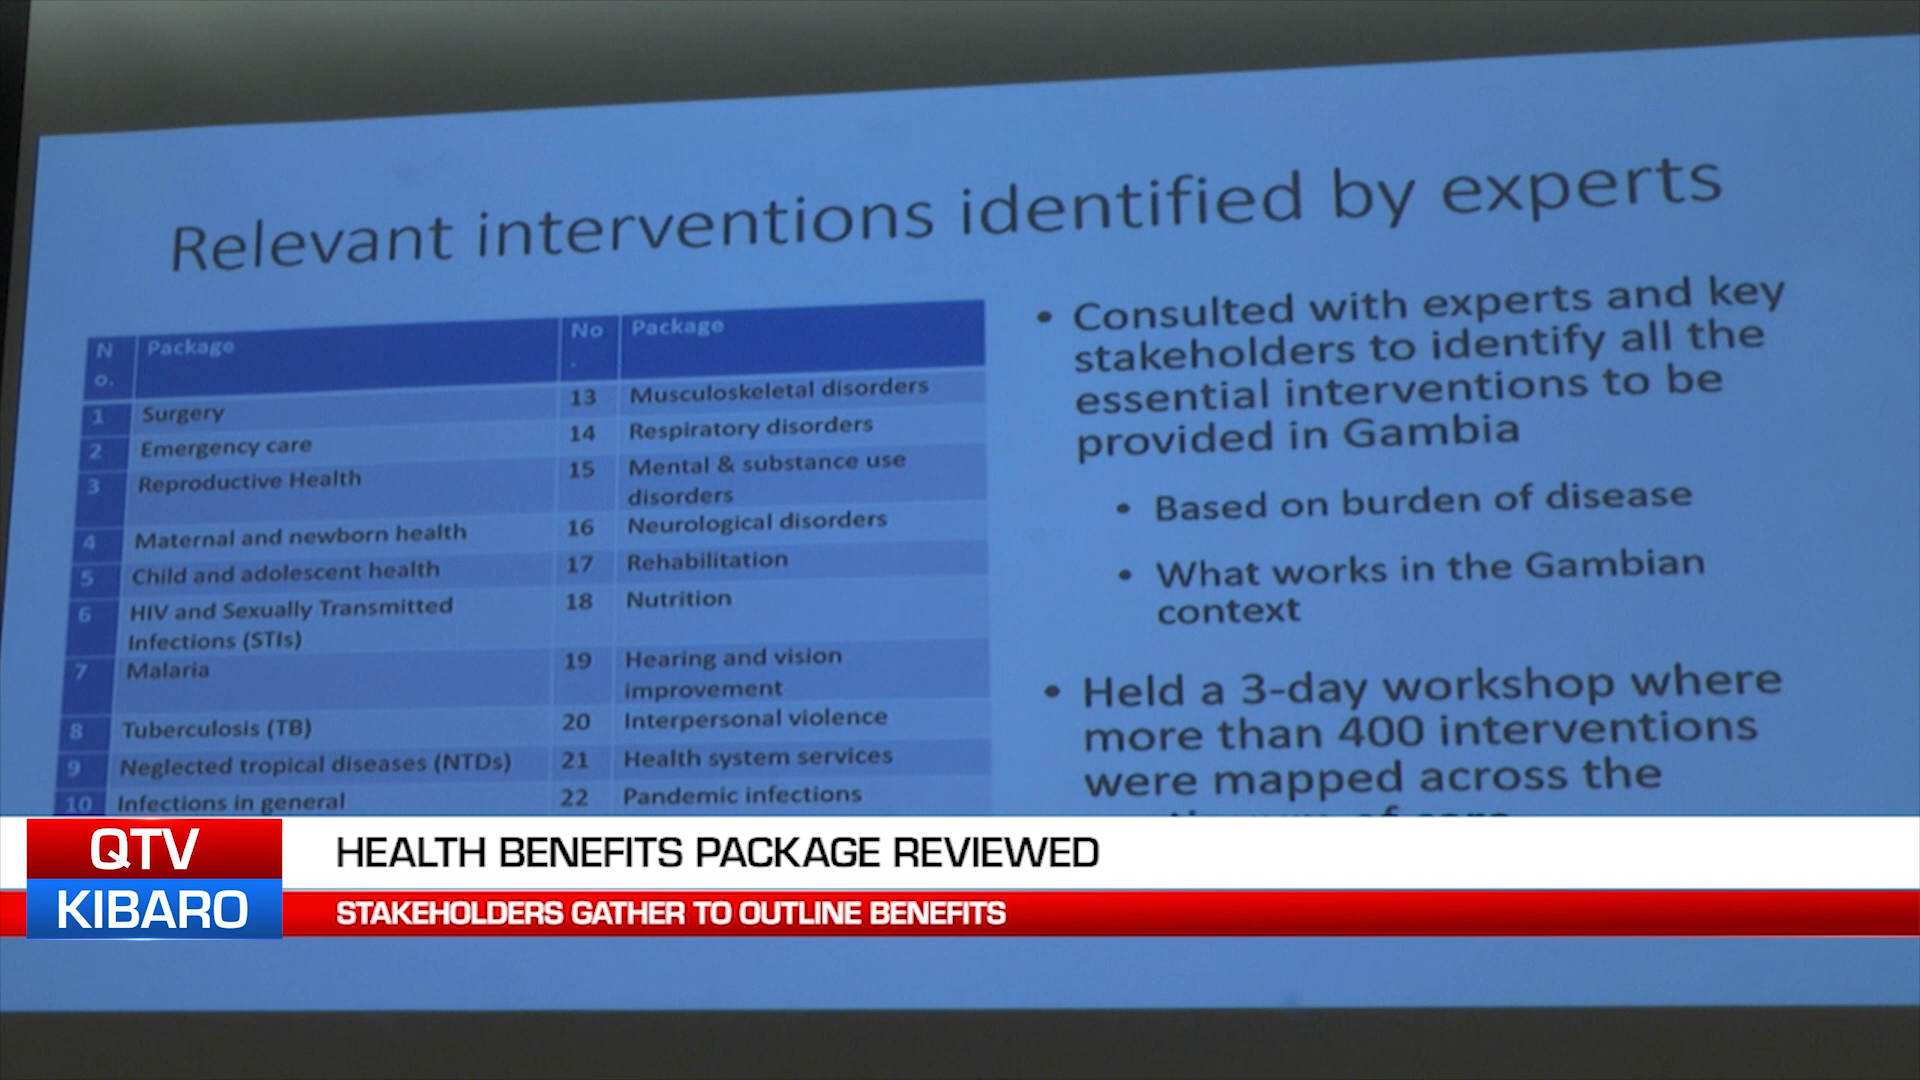 Relevant interventions identified by experts
N
o.
Package
No
.
Package
1 Surgery
2 Emergency care
3 Reproductive Health
4 Maternal and newborn health
5 Child and adolescent health
6 HIV and Sexually Transmitted
Infections (STIs)
7 Malaria
8 Tuberculosis (TB)
9 Neglected tropical diseases (NTDs)
10 Infections in general
13 Musculoskeletal disorders
14 Respiratory disorders
15 Mental & substance use
disorders
16 Neurological disorders
17 Rehabilitation
18 Nutrition
19 Hearing and vision
improvement
20 Interpersonal violence
21 Health system services
22 Pandemic infections
• Consulted with experts and key
stakeholders to identify all the
essential interventions to be
provided in Gambia
• Based on burden of disease
• What works in the Gambian
context
• Held a 3-day workshop where
more than 400 interventions
were mapped across the
QTV
KIBARO
HEALTH BENEFITS PACKAGE REVIEWED
STAKEHOLDERS GATHER TO OUTLINE BENEFITS